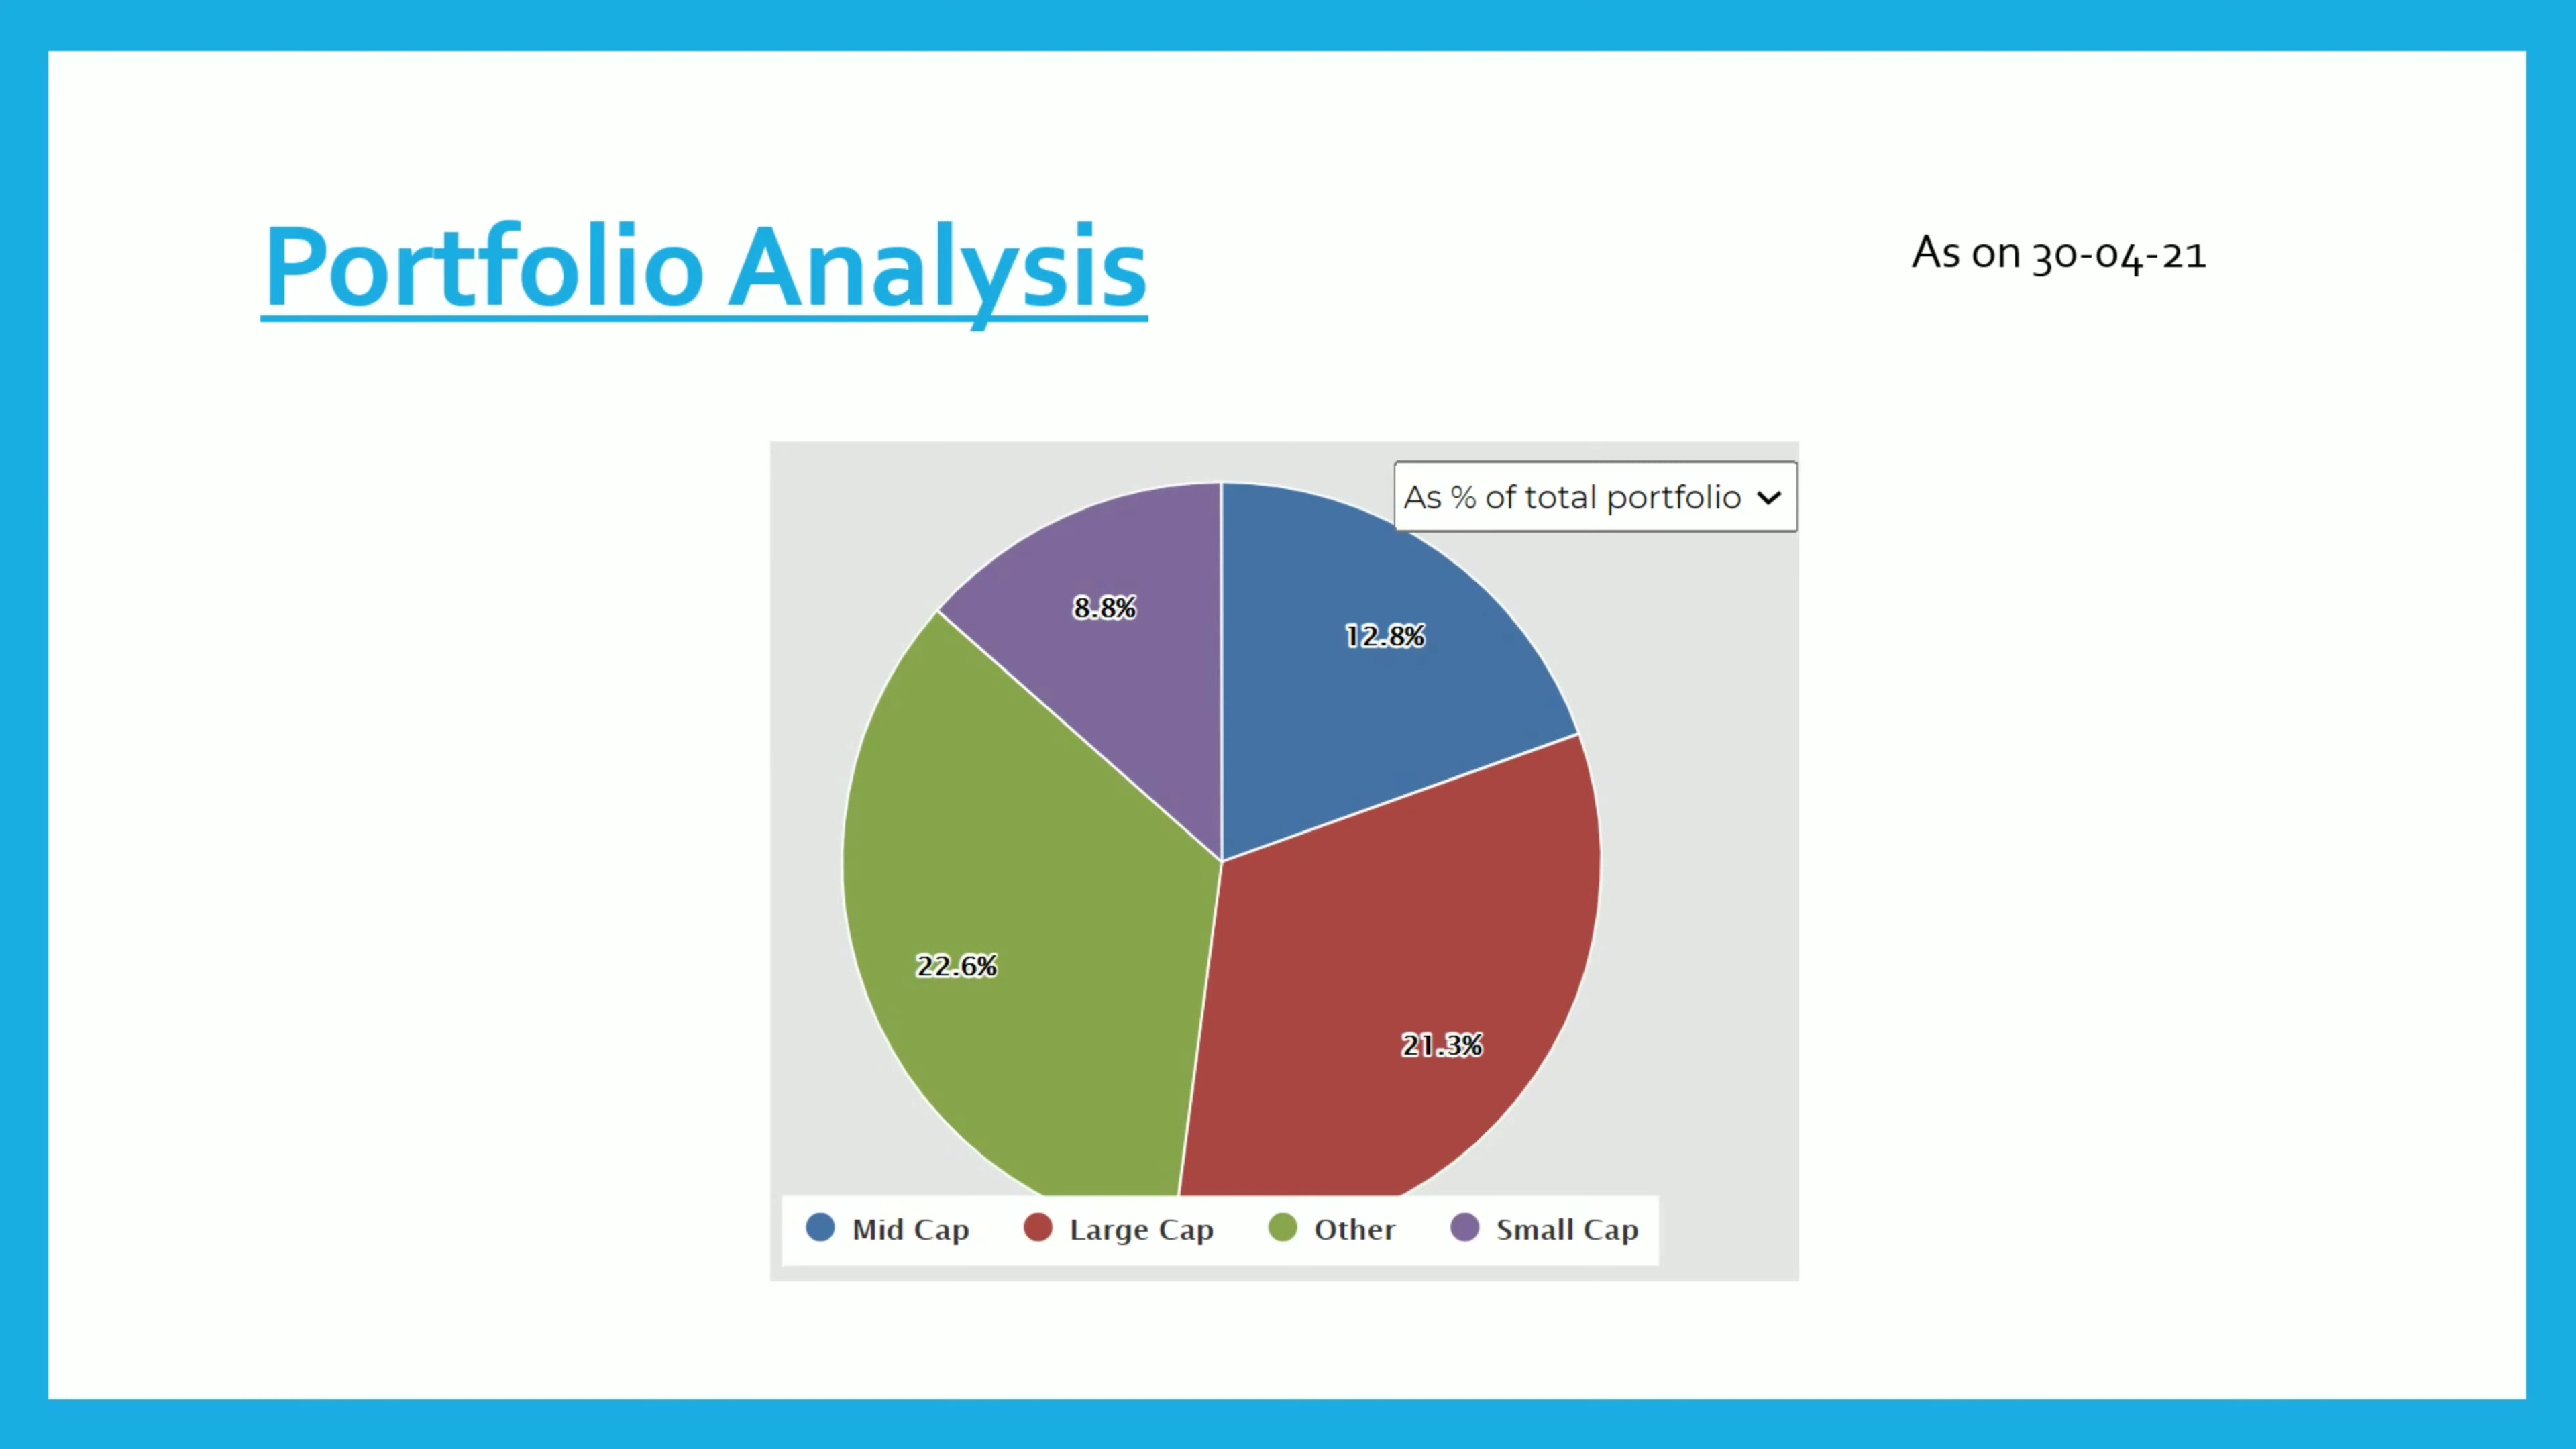 Portfolio Analysis
As on 30-04-21
As % of total portfolio
8.8%
12.8%
22.6%
21.3%
Mid Cap Large Cap Other Small Cap